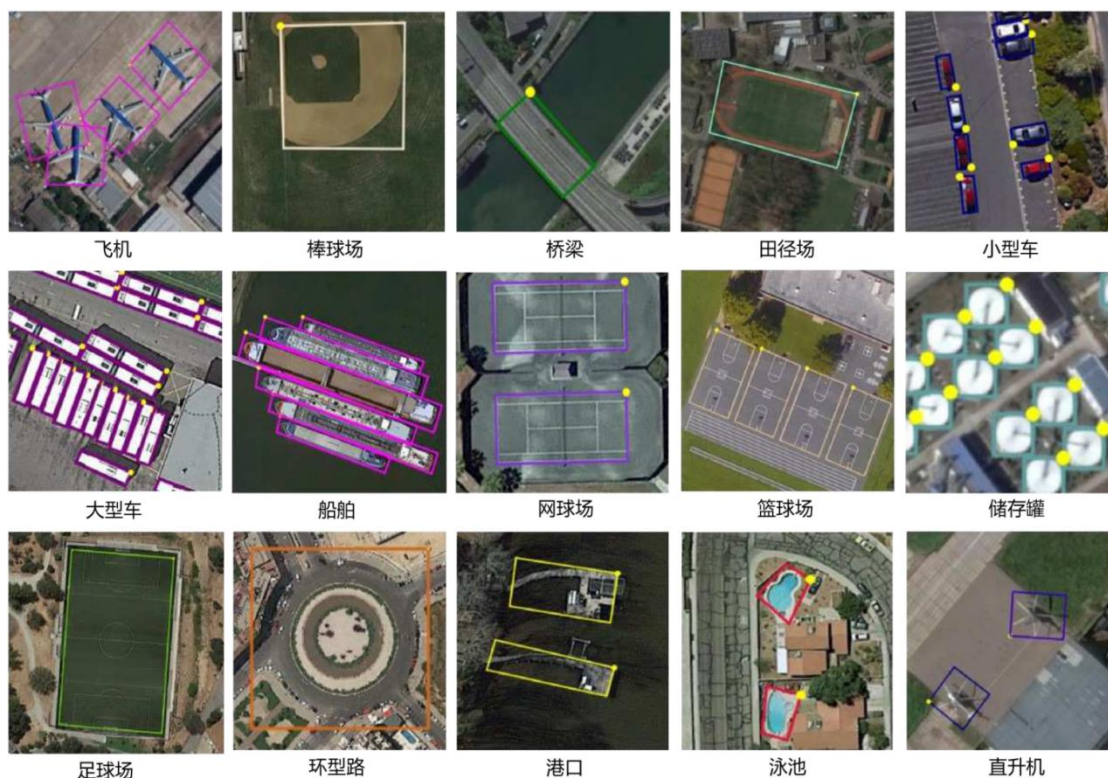 飞机
棒球场
桥梁
田径场
小型车
大型车
船舶
网球场
篮球场
储存罐
足球场
环型路
港口
泳池
直升机